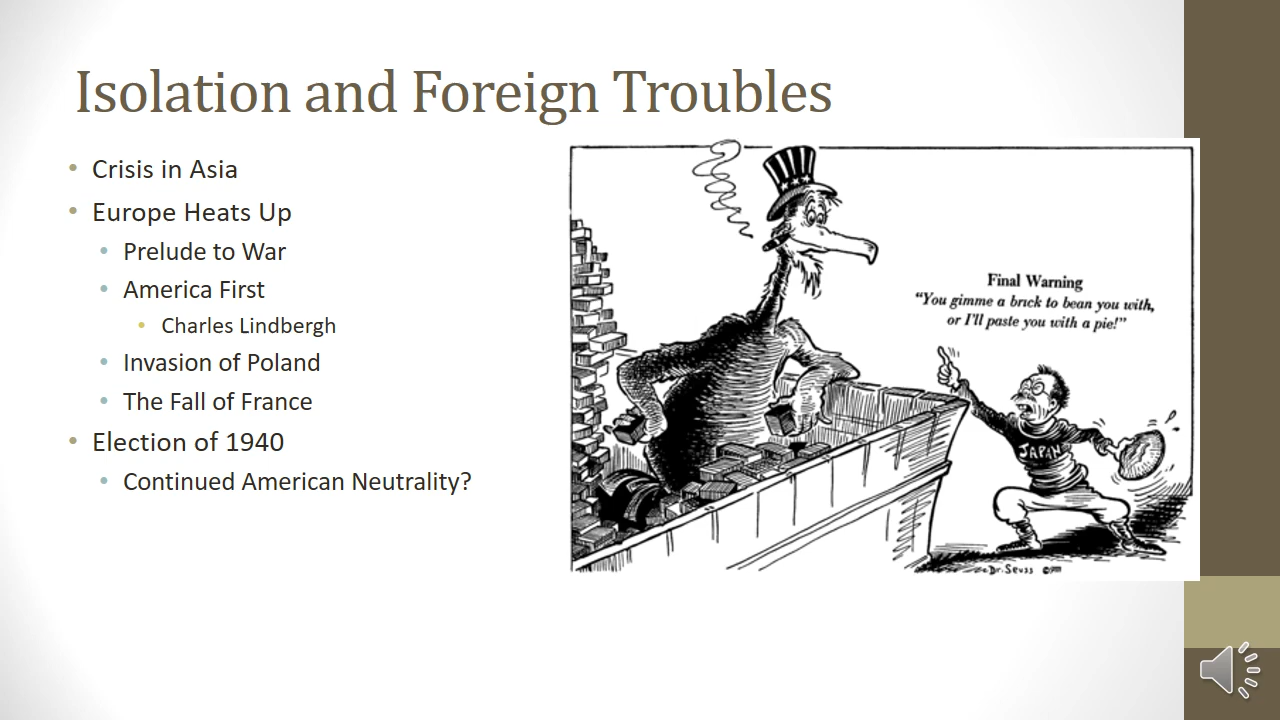 Isolation and Foreign Troubles
Crisis in Asia
Europe Heats Up
Prelude to War
America First
Charles Lindbergh
Invasion of Poland
The Fall of France
Election of 1940
Continued American Neutrality?
Final Warning
“You gimme a brick to bean you with,
or I’ll paste you with a pie!”
JAPAN
Dr. Seuss ©PM